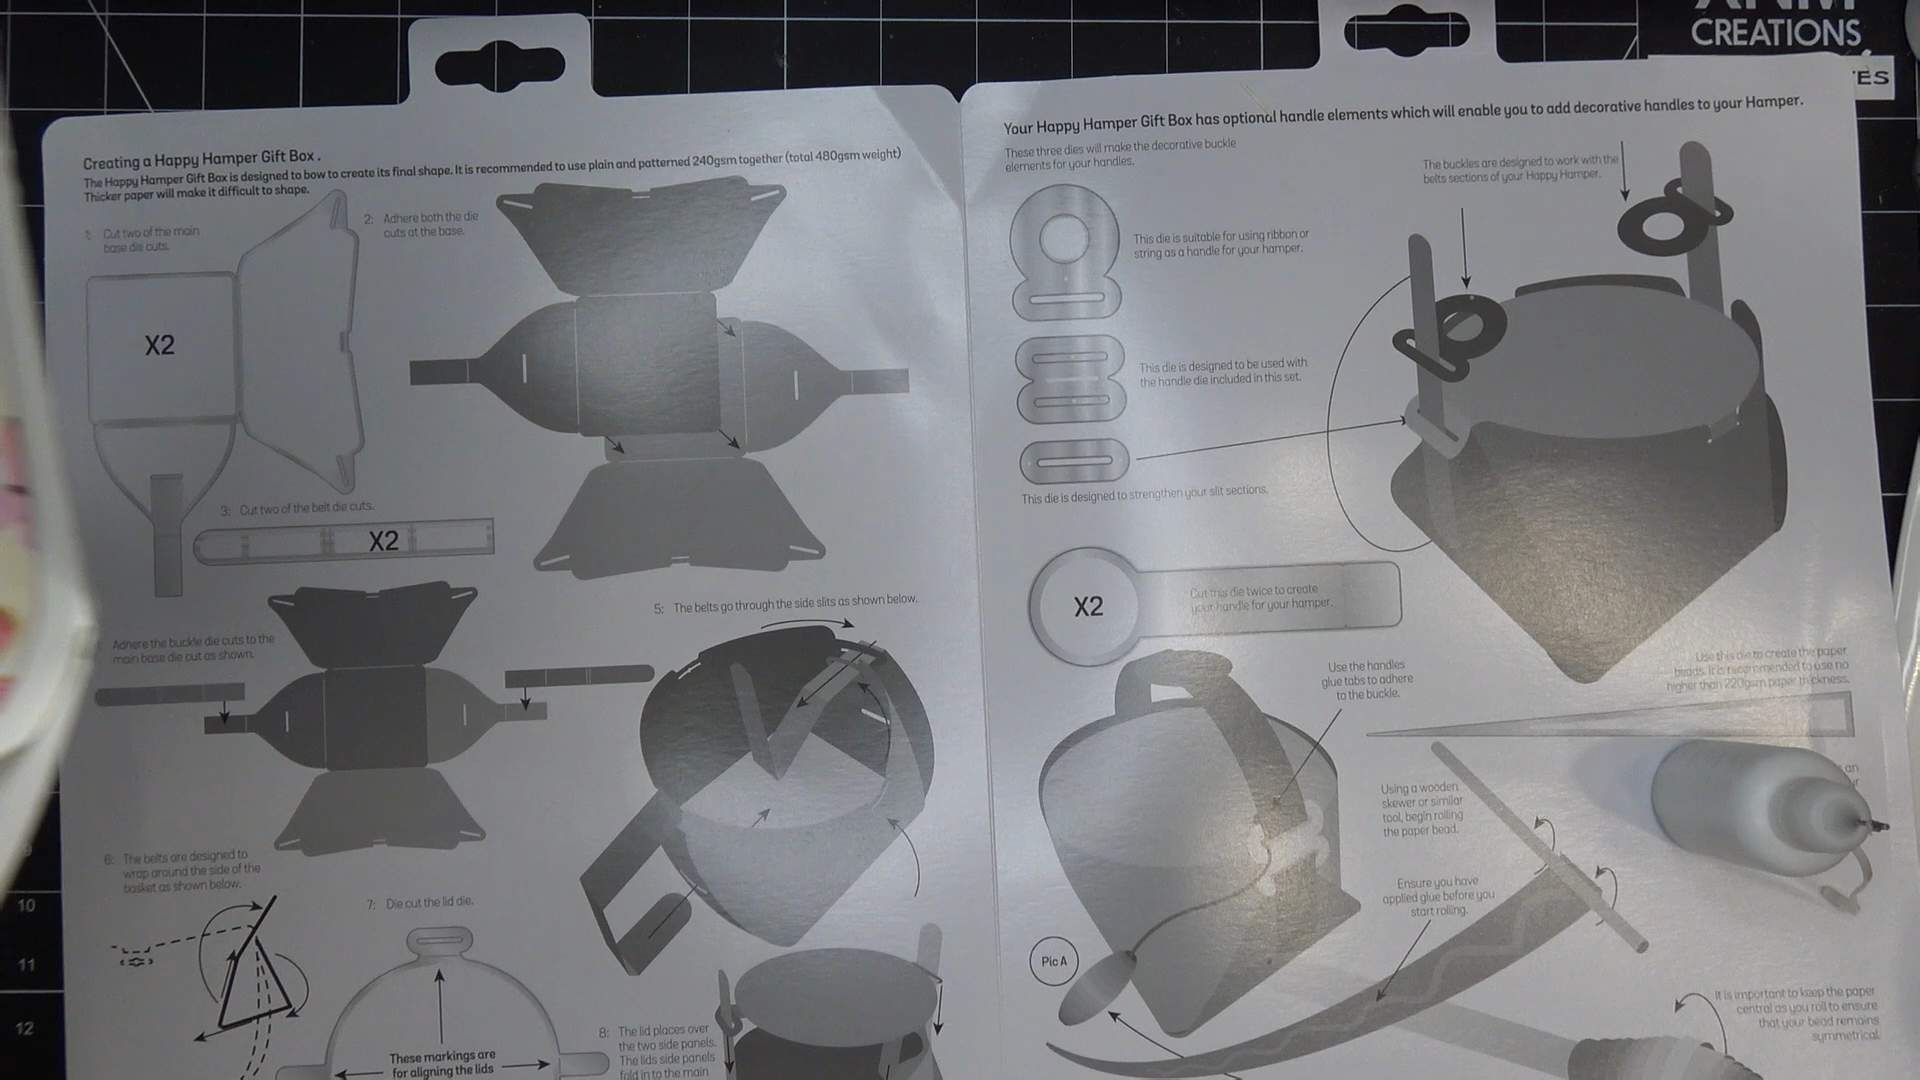 CREATIONS
ES
Creating a Happy Hamper Gift Box .
The Happy Hamper Gift Box is designed to bow to create its final shape. It is recommended to use plain and patterned 240gsm together (total 480gsm weight)
Thicker paper will make it difficult to shape.
1: Cut two of the main
base die cuts.
X2
2: Adhere both the die
cuts at the base.
3: Cut two of the belt die cuts.
X2
Adhere the buckle die cuts to the
main base die cut as shown.
5: The belts go through the side slits as shown below.
6: The belts are designed to
wrap around the side of the
basket as shown below.
7: Die cut the lid die.
These markings are
for aligning the lids
8: The lid places over
the two side panels.
The lids side panels
fold in to the main
Your Happy Hamper Gift Box has optional handle elements which will enable you to add decorative handles to your Hamper.
These three dies will make the decorative buckle
elements for your handles.
The buckles are designed to work with the
belts sections of your Happy Hamper.
This die is suitable for using ribbon or
string as a handle for your hamper.
This die is designed to be used with
the handle die included in this set.
This die is designed to strengthen your slit sections.
X2
Cut this die twice to create
your handle for your hamper.
Use the handles
glue tabs to adhere
to the buckle.
Use this die to create the paper
beads. It is recommended to use no
higher than 220gsm paper thickness.
an
Using a wooden
skewer or similar
tool, begin rolling
the paper bead.
Ensure you have
applied glue before you
start rolling.
Pic A
It is important to keep the paper
central as you roll to ensure
that your bead remains
symmetrical.
10
11
12